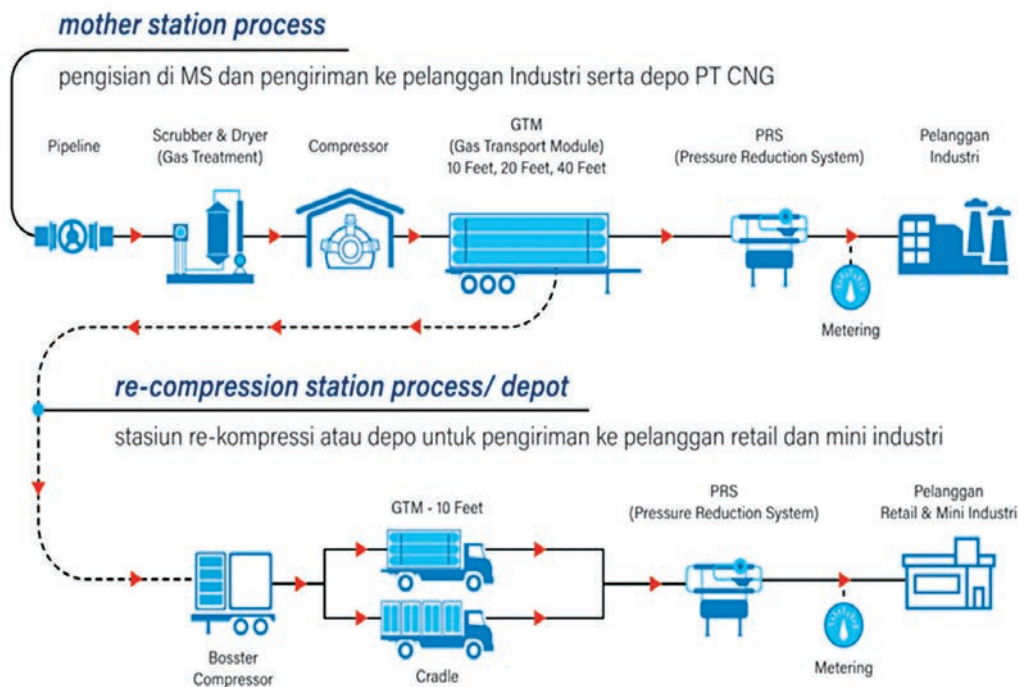 mother station process
pengisian di MS dan pengiriman ke pelanggan Industri serta depo PT CNG
Pipeline
Scrubber & Dryer
(Gas Treatment)
Compressor
GTM
(Gas Transport Module)
10 Feet, 20 Feet, 40 Feet
PRS
(Pressure Reduction System)
Pelanggan
Industri
Metering
re-compression station process/ depot
stasiun re-kompressi atau depo untuk pengiriman ke pelanggan retail dan mini industri
GTM - 10 Feet
PRS
(Pressure Reduction System)
Pelanggan
Retail & Mini Industri
Bosster
Compressor
Cradle
Metering